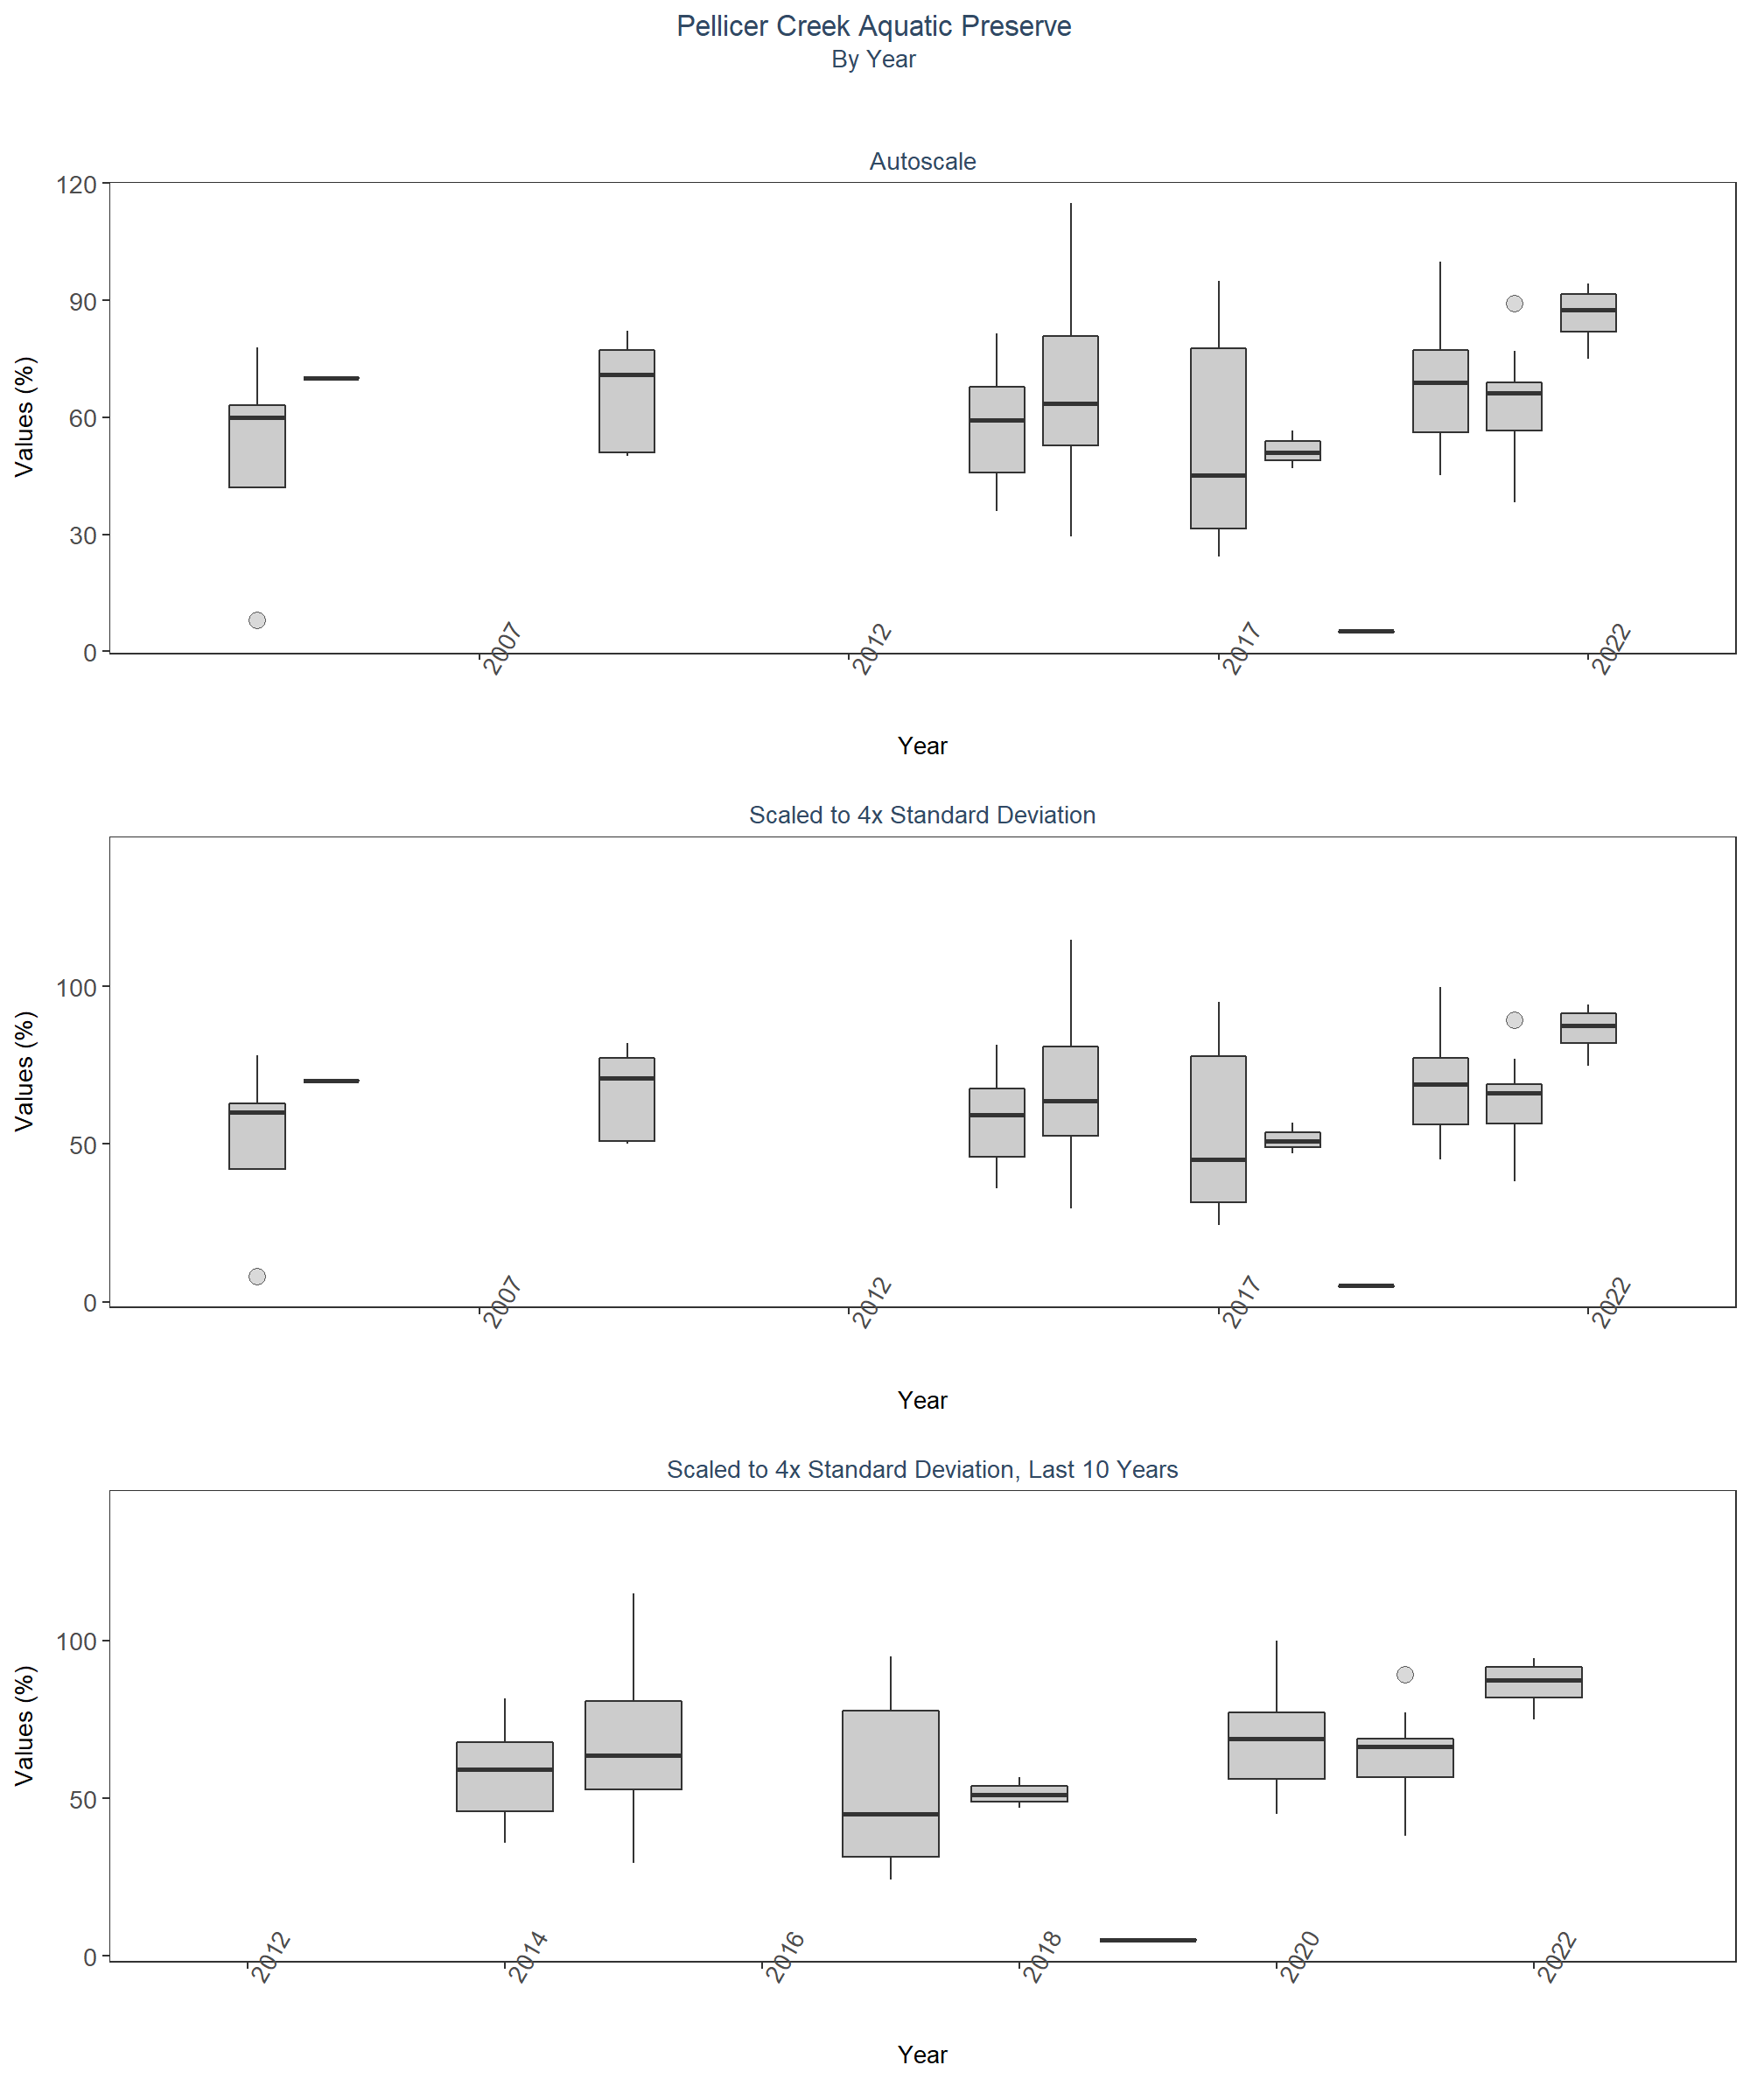 Pellicer Creek Aquatic Preserve
By Year
Autoscale
120
90
60
30
0
Values (%)
2007
2012
2017
2022
Year
Scaled to 4x Standard Deviation
100
50
0
Values (%)
2007
2012
2017
2022
Year
Scaled to 4x Standard Deviation, Last 10 Years
100
50
0
Values (%)
2012
2014
2016
2018
2020
2022
Year